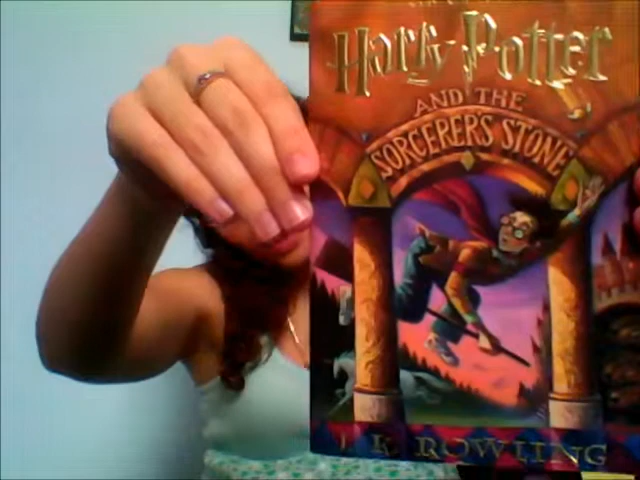 Harry Potter
AND THE
SORCERER'S STONE
J. K. ROWLING